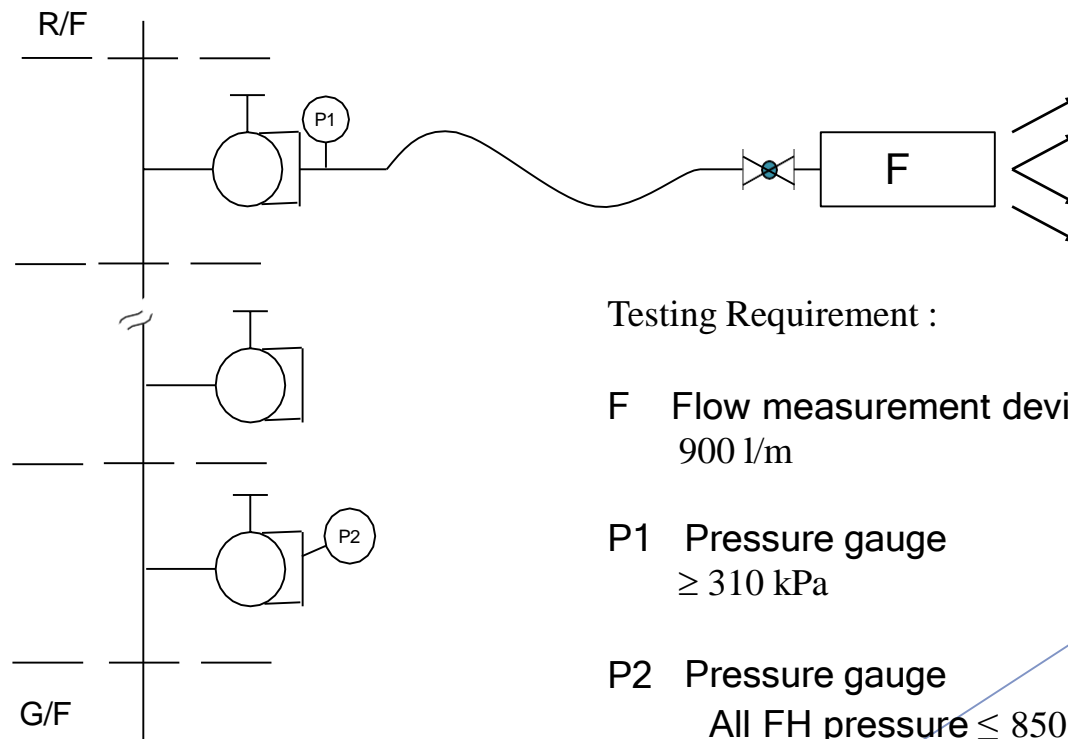 R/F
P1
F
Testing Requirement :
F Flow measurement devi
900 l/m
P1 Pressure gauge
≥ 310 kPa
P2
P2 Pressure gauge
All FH pressure ≤ 850
G/F